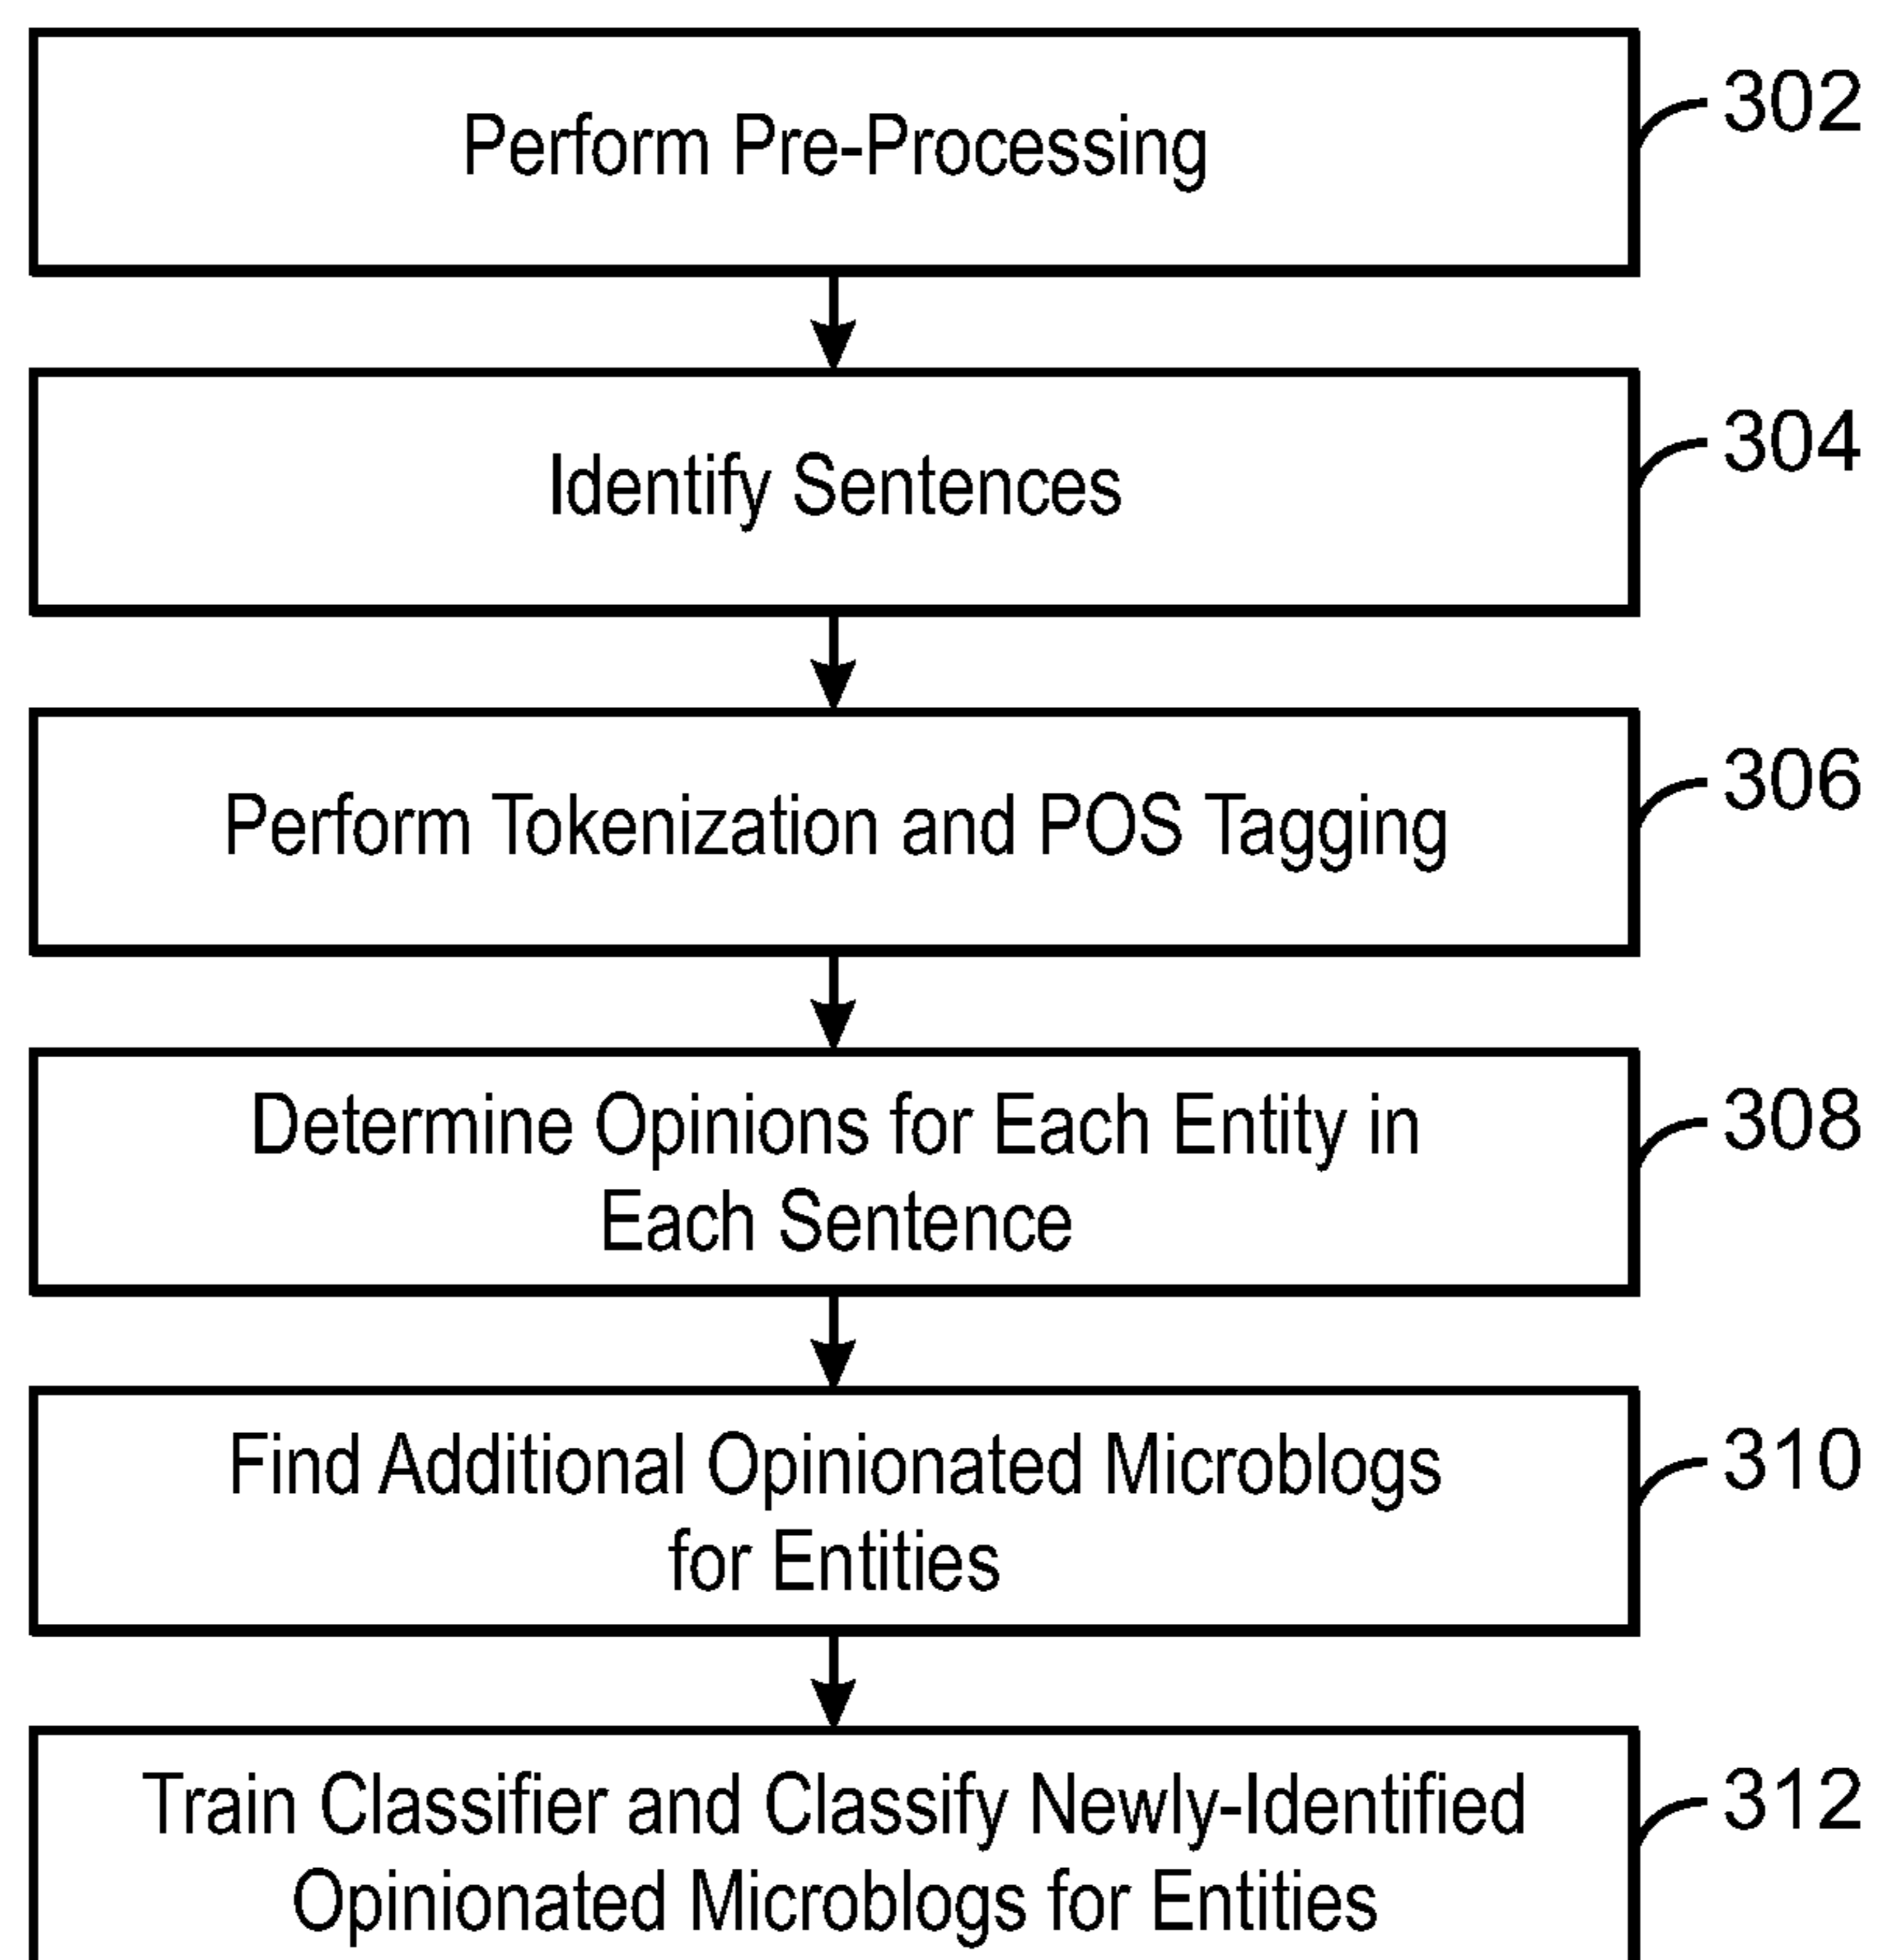 Perform Pre-Processing
302
Identify Sentences
304
Perform Tokenization and POS Tagging
306
Determine Opinions for Each Entity in
Each Sentence
308
Find Additional Opinionated Microblogs
for Entities
310
Train Classifier and Classify Newly-Identified
Opinionated Microblogs for Entities
312